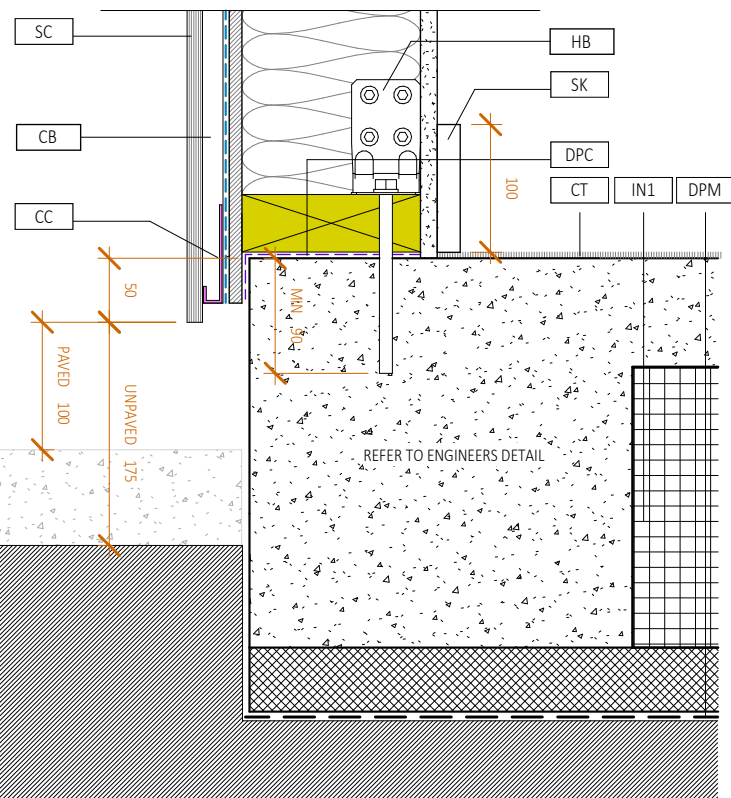 SC
HB
SK
CB
DPC
100
CT
IN1
DPM
CC
50
MIN 90
PAVED 100
UNPAVED 175
REFER TO ENGINEERS DETAIL